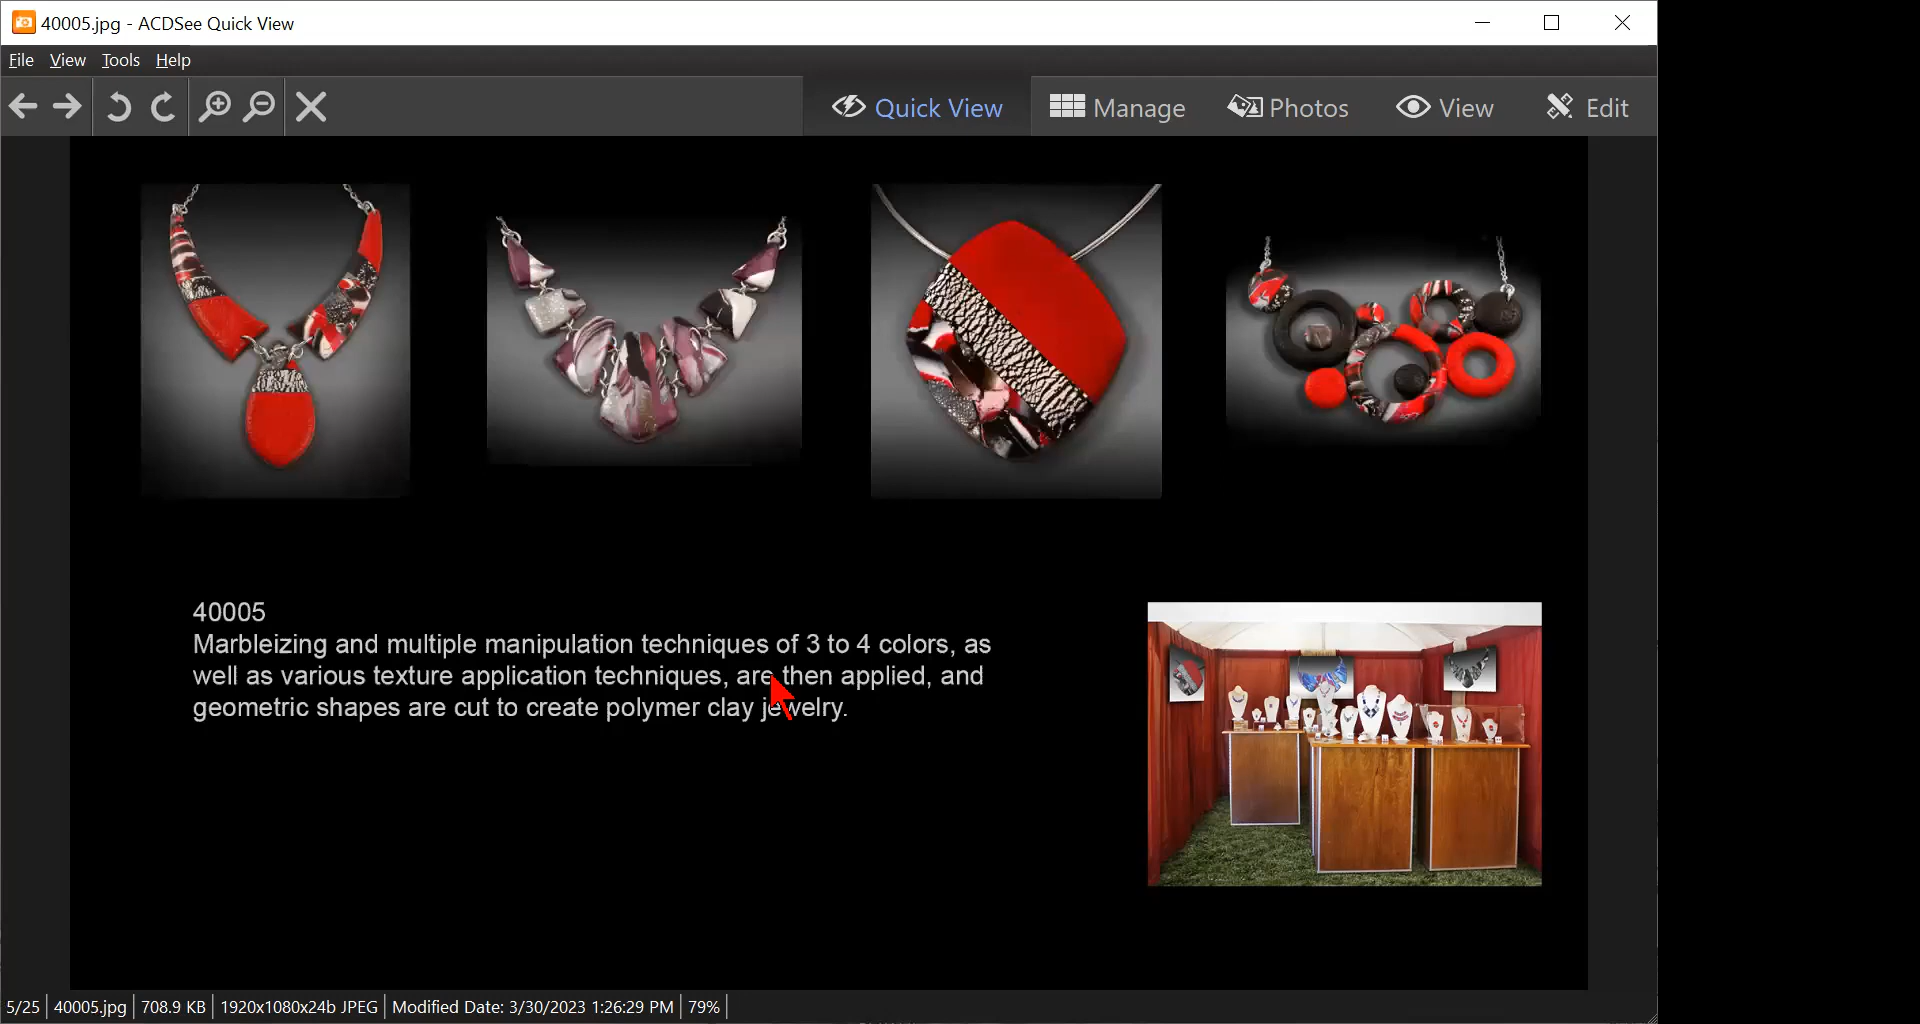 40005.jpg - ACDSee Quick View
File View Tools Help
Quick View Manage Photos View Edit
40005
Marbleizing and multiple manipulation techniques of 3 to 4 colors, as
well as various texture application techniques, are then applied, and
geometric shapes are cut to create polymer clay jewelry.
5/25 40005.jpg 708.9 KB 1920x1080x24b JPEG Modified Date: 3/30/2023 1:26:29 PM 79%